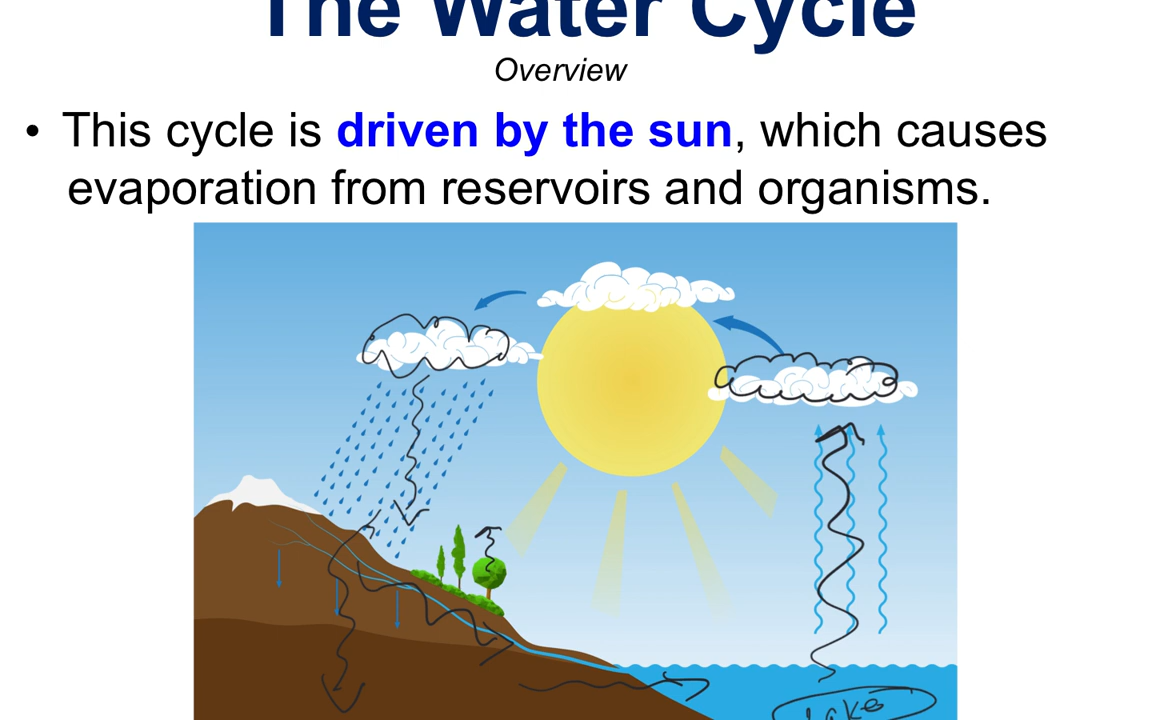 The Water Cycle
Overview
• This cycle is driven by the sun, which causes
evaporation from reservoirs and organisms.
Lake